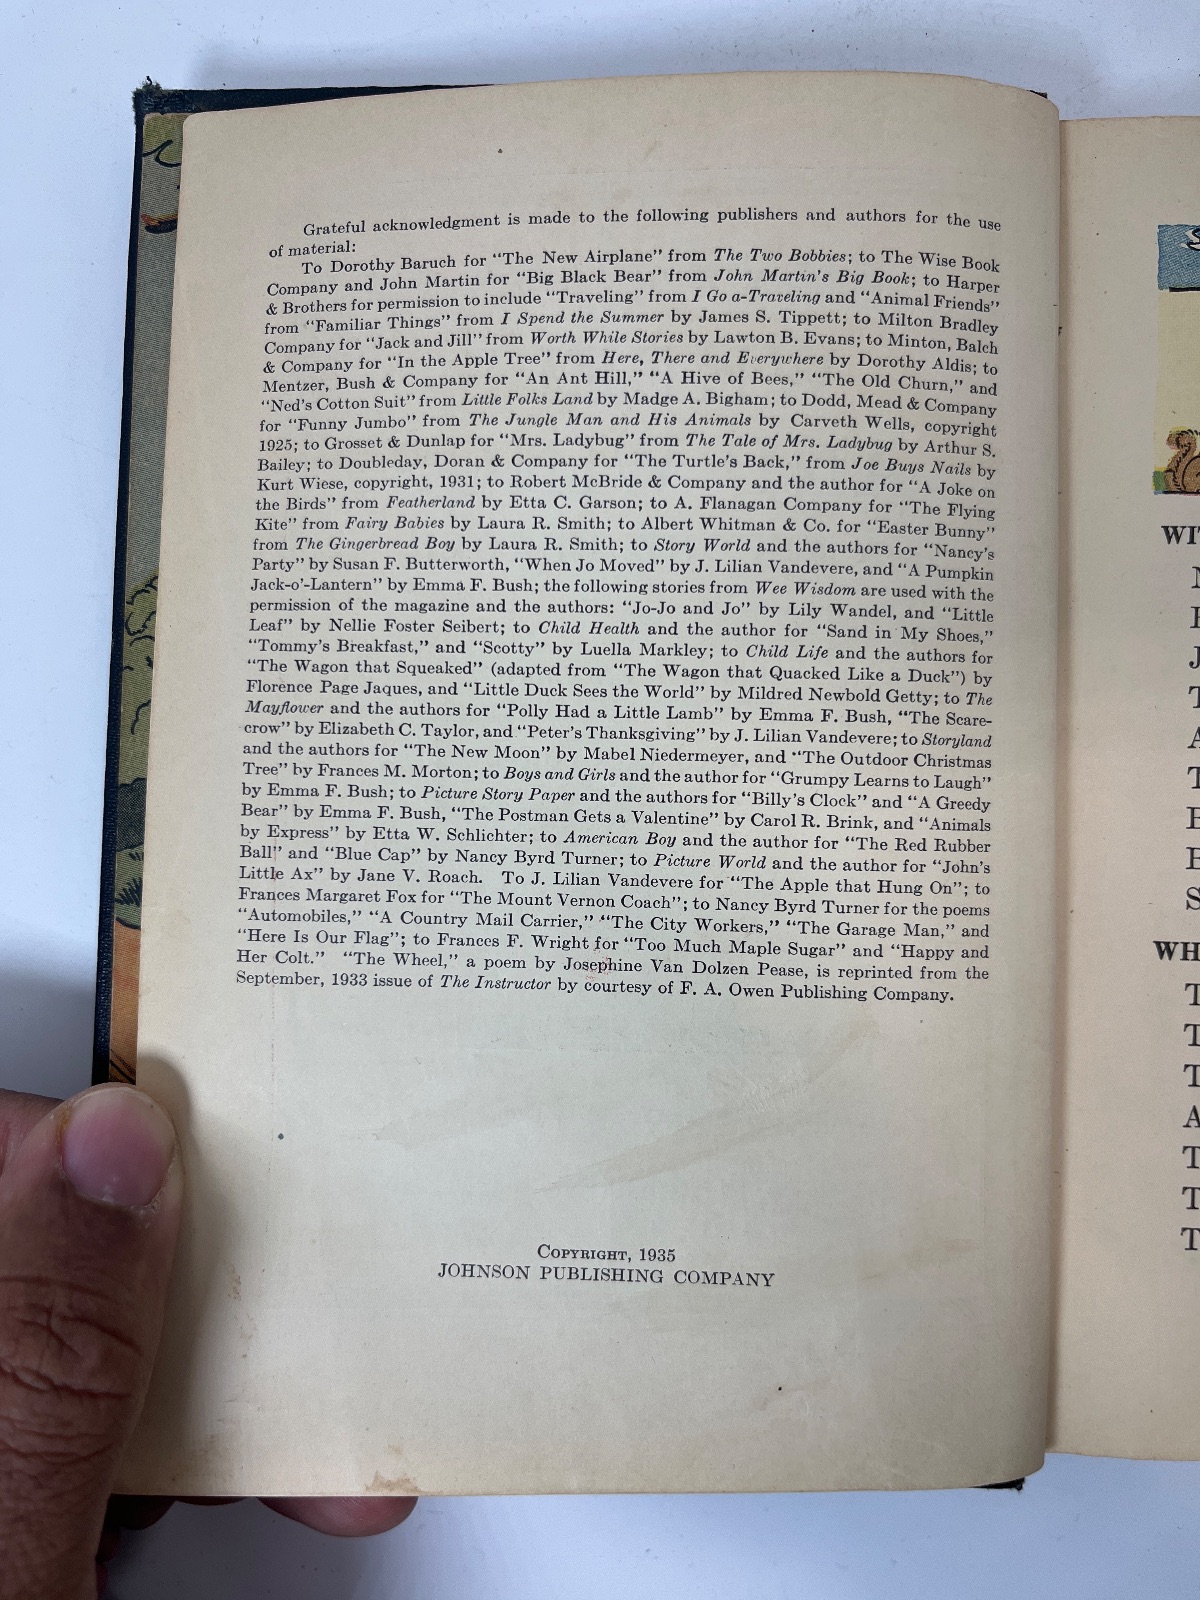 Grateful acknowledgment is made to the following publishers and authors for the use
of material:
To Dorothy Baruch for "The New Airplane" from The Two Bobbies; to The Wise Book
Company and John Martin for "Big Black Bear" from John Martin's Big Book; to Harper
& Brothers for permission to include "Traveling" from I Go a-Traveling and "Animal Friends"
from "Familiar Things" from I Spend the Summer by James S. Tippett; to Milton Bradley
Company for "Jack and Jill" from Worth While Stories by Lawton B. Evans; to Minton, Balch
& Company for "In the Apple Tree" from Here, There and Everywhere by Dorothy Aldis; to
Mentzer, Bush & Company for "An Ant Hill," "A Hive of Bees," "The Old Churn," and
"Ned's Cotton Suit" from Little Folks Land by Madge A. Bigham; to Dodd, Mead & Company
for "Funny Jumbo" from The Jungle Man and His Animals by Carveth Wells, copyright
1925; to Grosset & Dunlap for "Mrs. Ladybug" from The Tale of Mrs. Ladybug by Arthur S.
Bailey; to Doubleday, Doran & Company for "The Turtle's Back," from Joe Buys Nails by
Kurt Wiese, copyright, 1931; to Robert McBride & Company and the author for "A Joke on
the Birds" from Featherland by Etta C. Garson; to A. Flanagan Company for "The Flying
Kite" from Fairy Babies by Laura R. Smith; to Albert Whitman & Co. for "Easter Bunny"
from The Gingerbread Boy by Laura R. Smith; to Story World and the authors for "Nancy's
Party" by Susan F. Butterworth, "When Jo Moved" by J. Lilian Vandevere, and "A Pumpkin
Jack-o'-Lantern" by Emma F. Bush; the following stories from Wee Wisdom are used with the
permission of the magazine and the authors: "Jo-Jo and Jo" by Lily Wandel, and "Little
Leaf" by Nellie Foster Seibert; to Child Health and the author for "Sand in My Shoes,"
"Tommy's Breakfast," and "Scotty" by Luella Markley; to Child Life and the authors for
"The Wagon that Squeaked" (adapted from "The Wagon that Quacked Like a Duck") by
Florence Page Jaques, and "Little Duck Sees the World" by Mildred Newbold Getty; to The
Mayflower and the authors for "Polly Had a Little Lamb" by Emma F. Bush, "The Scare-
crow" by Elizabeth C. Taylor, and "Peter's Thanksgiving" by J. Lilian Vandevere; to Storyland
and the authors for "The New Moon" by Mabel Niedermeyer, and "The Outdoor Christmas
Tree" by Frances M. Morton; to Boys and Girls and the author for "Grumpy Learns to Laugh"
by Emma F. Bush; to Picture Story Paper and the authors for "Billy's Clock" and "A Greedy
Bear" by Emma F. Bush, "The Postman Gets a Valentine" by Carol R. Brink, and "Animals
by Express" by Etta W. Schlichter; to American Boy and the author for "The Red Rubber
Ball" and "Blue Cap" by Nancy Byrd Turner; to Picture World and the author for "John's
Little Ax" by Jane V. Roach. To J. Lilian Vandevere for "The Apple that Hung On"; to
Frances Margaret Fox for "The Mount Vernon Coach"; to Nancy Byrd Turner for the poems
"Automobiles," "A Country Mail Carrier," "The City Workers," "The Garage Man," and
"Here Is Our Flag"; to Frances F. Wright for "Too Much Maple Sugar" and "Happy and
Her Colt." "The Wheel," a poem by Josephine Van Dolzen Pease, is reprinted from the
September, 1933 issue of The Instructor by courtesy of F. A. Owen Publishing Company.
COPYRIGHT, 1935
JOHNSON PUBLISHING COMPANY